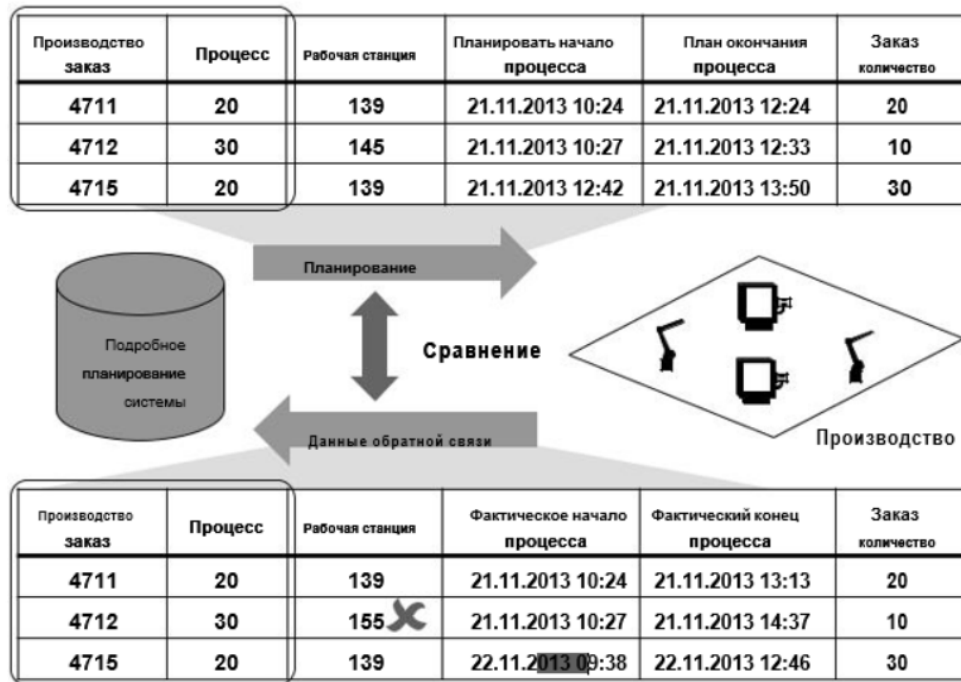 Производство заказ Процесс Рабочая станция Планировать начало процесса План окончания процесса Заказ количество
4711 20 139 21.11.2013 10:24 21.11.2013 12:24 20
4712 30 145 21.11.2013 10:27 21.11.2013 12:33 10
4715 20 139 21.11.2013 12:42 21.11.2013 13:50 30
Планирование
Подробное
планирование
системы
Сравнение
Данные обратной связи
Производство
Производство заказ Процесс Рабочая станция Фактическое начало процесса Фактический конец процесса Заказ количество
4711 20 139 21.11.2013 10:24 21.11.2013 13:13 20
4712 30 155 21.11.2013 10:27 21.11.2013 14:37 10
4715 20 139 22.11.2013 09:38 22.11.2013 12:46 30